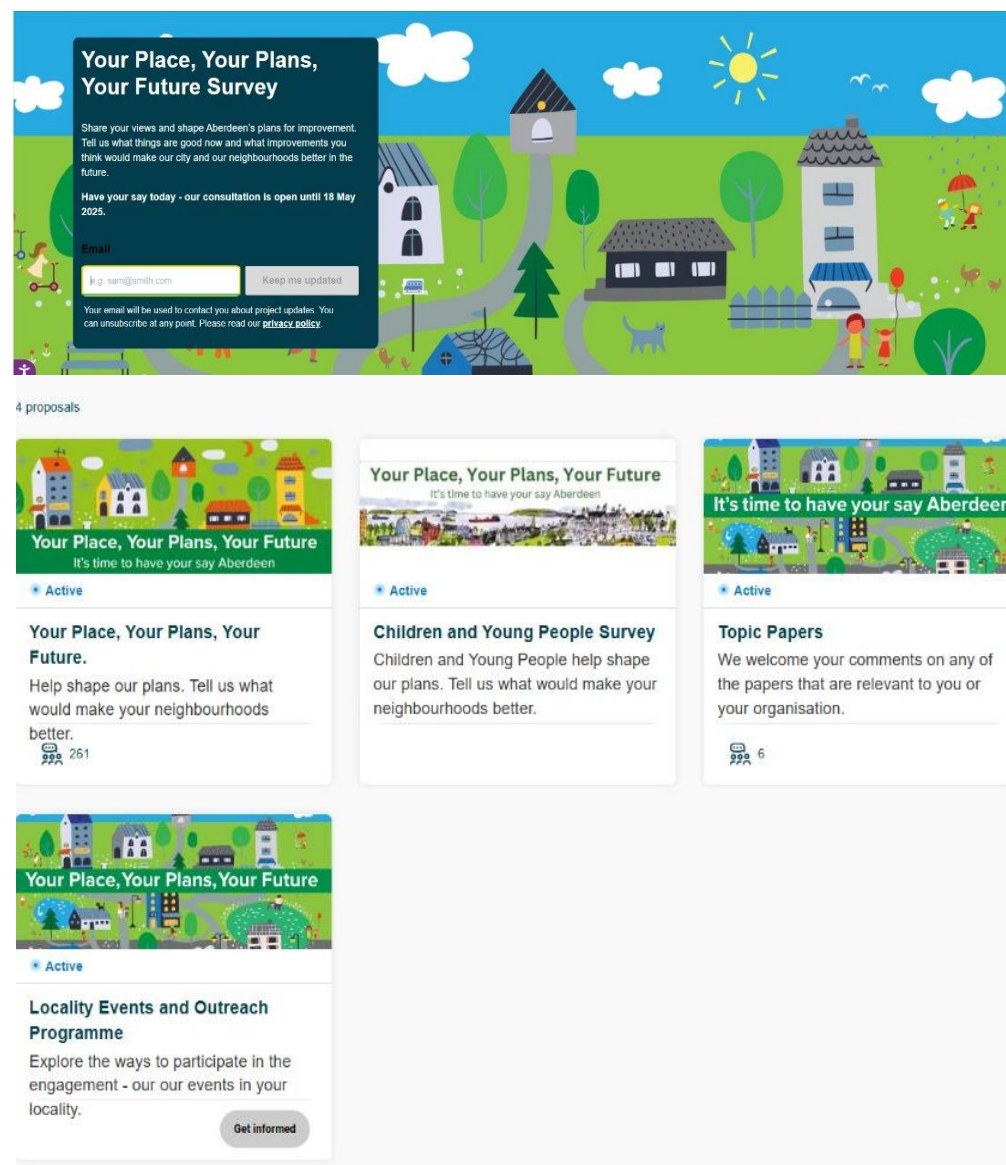 Your Place, Your Plans,
Your Future Survey
Share your views and shape Aberdeen's plans for improvement.
Tell us what things are good now and what improvements you
think would make our city and our neighbourhoods better in the
future.
Have your say today - our consultation is open until 18 May
2025.
Email
e.g. sam@smith.com
Keep me updated
Your email will be used to contact you about project updates. You
can unsubscribe at any point. Please read our privacy policy.
4 proposals
Your Place, Your Plans, Your Future
It's time to have your say Aberdeen
Active
Your Place, Your Plans, Your
Future.
Help shape our plans. Tell us what
would make your neighbourhoods
better.
261
Your Place, Your Plans, Your Future
It's time to have your say Aberdeen
Active
Children and Young People Survey
Children and Young People help shape
our plans. Tell us what would make your
neighbourhoods better.
It's time to have your say Aberdeen
Active
Topic Papers
We welcome your comments on any of
the papers that are relevant to you or
your organisation.
6
Your Place, Your Plans, Your Future
Active
Locality Events and Outreach
Programme
Explore the ways to participate in the
engagement - our our events in your
locality.
Get informed